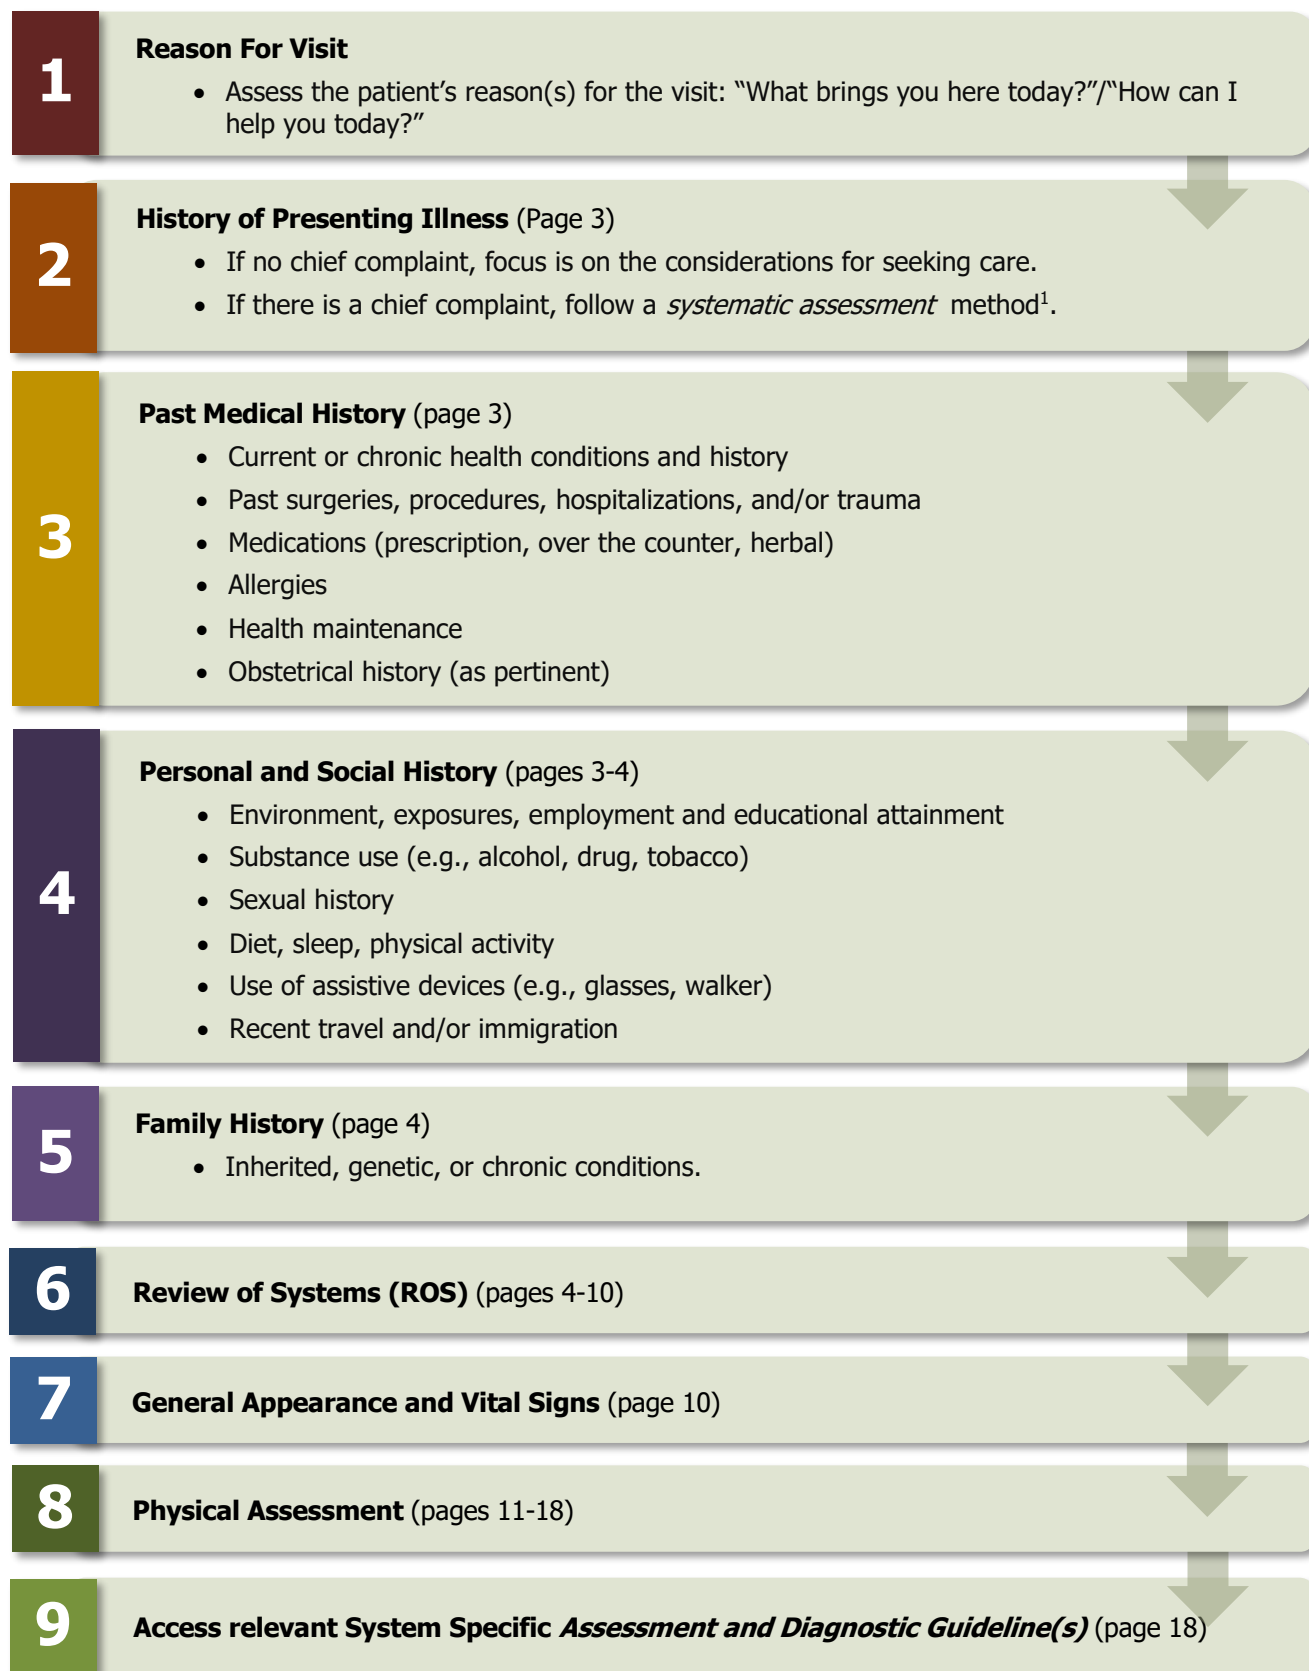 1
Reason For Visit
• Assess the patient’s reason(s) for the visit: “What brings you here today?”/“How can I
help you today?”
2
History of Presenting Illness (Page 3)
• If no chief complaint, focus is on the considerations for seeking care.
• If there is a chief complaint, follow a systematic assessment method¹.
3
Past Medical History (page 3)
• Current or chronic health conditions and history
• Past surgeries, procedures, hospitalizations, and/or trauma
• Medications (prescription, over the counter, herbal)
• Allergies
• Health maintenance
• Obstetrical history (as pertinent)
4
Personal and Social History (pages 3-4)
• Environment, exposures, employment and educational attainment
• Substance use (e.g., alcohol, drug, tobacco)
• Sexual history
• Diet, sleep, physical activity
• Use of assistive devices (e.g., glasses, walker)
• Recent travel and/or immigration
5
Family History (page 4)
• Inherited, genetic, or chronic conditions.
6
Review of Systems (ROS) (pages 4-10)
7
General Appearance and Vital Signs (page 10)
8
Physical Assessment (pages 11-18)
9
Access relevant System Specific Assessment and Diagnostic Guideline(s) (page 18)